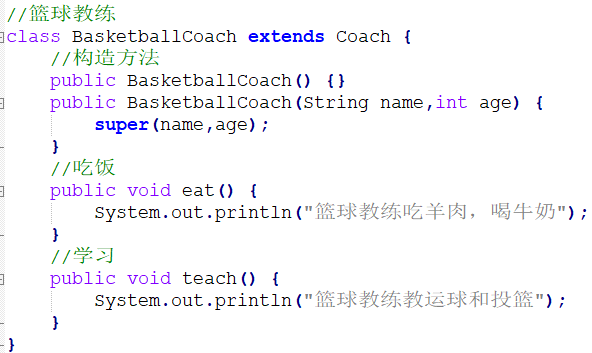 //篮球教练
class BasketballCoach extends Coach {
    //构造方法
    public BasketballCoach() {}
    public BasketballCoach(String name,int age) {
        super(name,age);
    }
    //吃饭
    public void eat() {
        System.out.println("篮球教练吃羊肉，喝牛奶");
    }
    //学习
    public void teach() {
        System.out.println("篮球教练教运球和投篮");
    }
}